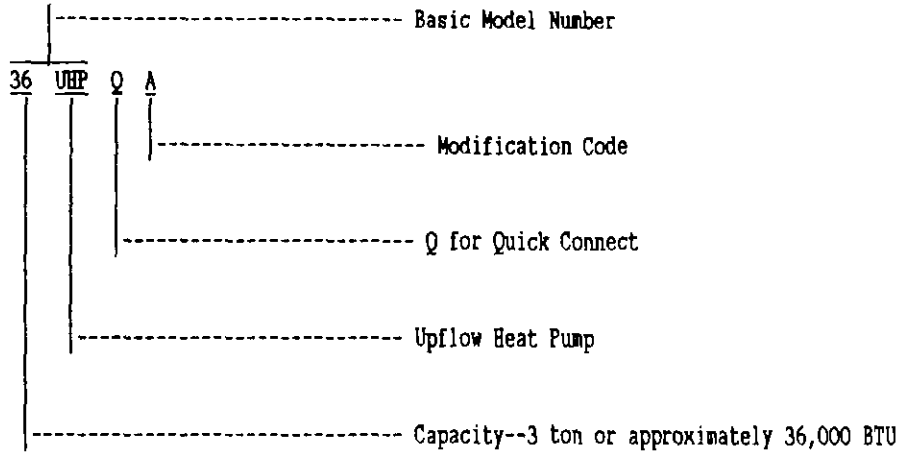 Basic Model Number
36 UHP Q A
Modification Code
Q for Quick Connect
Upflow Heat Pump
Capacity--3 ton or approximately 36,000 BTU